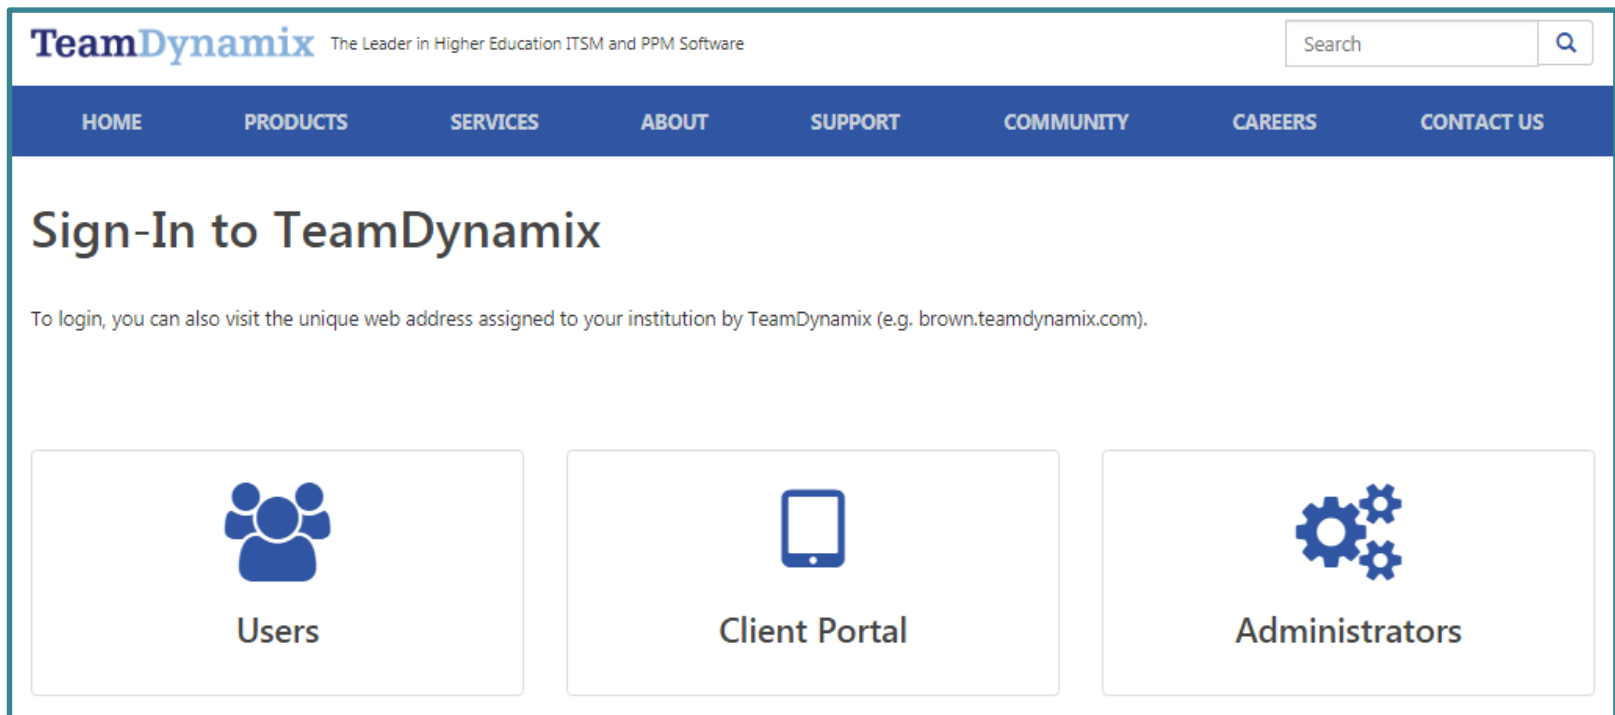 TeamDynamix The Leader in Higher Education ITSM and PPM Software Search
HOME PRODUCTS SERVICES ABOUT SUPPORT COMMUNITY CAREERS CONTACT US
Sign-In to TeamDynamix
To login, you can also visit the unique web address assigned to your institution by TeamDynamix (e.g. brown.teamdynamix.com).
Users Client Portal Administrators